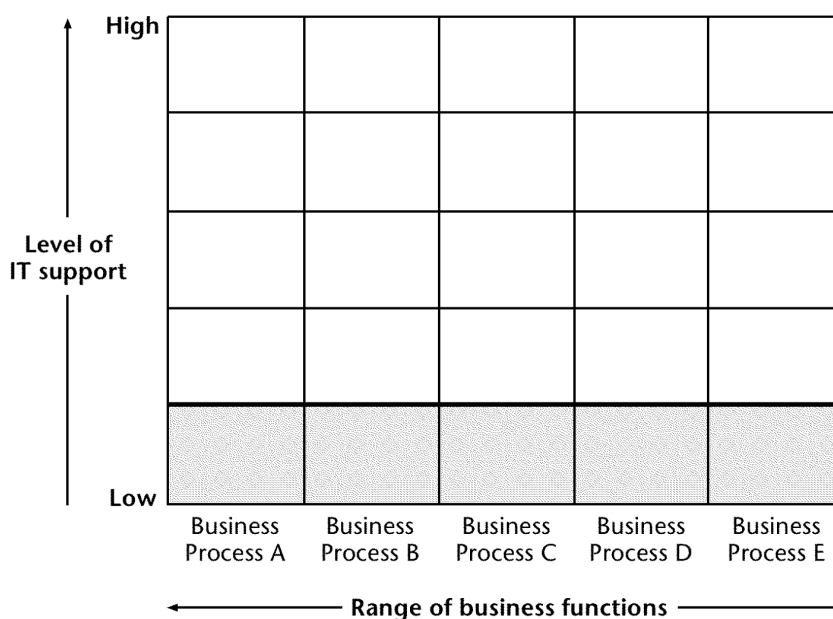 High
Level of
IT support
Low
Business
Process A
Business
Process B
Business
Process C
Business
Process D
Business
Process E
Range of business functions